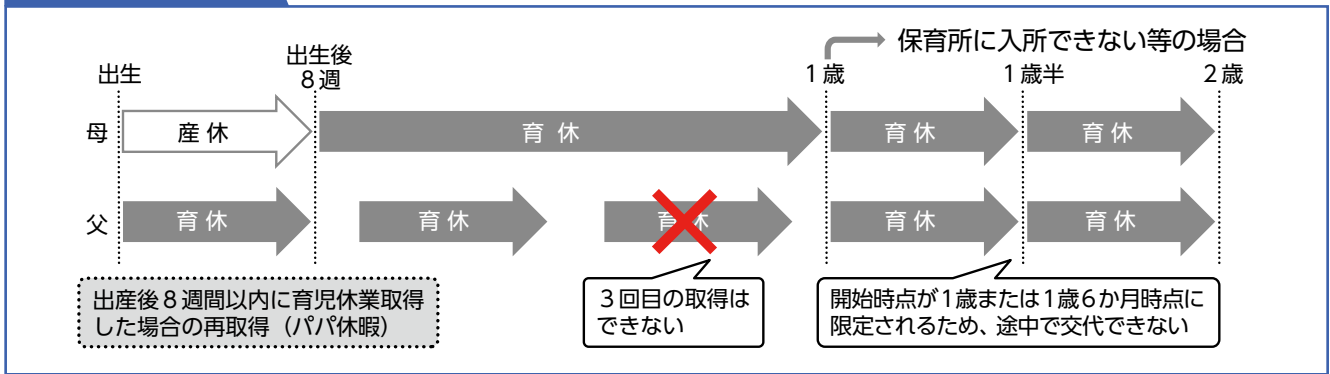 保育所に入所できない等の場合
出生
出生後
８週
１歳
１歳半
２歳
母
産 休
育 休
育 休
育 休
父
育 休
育 休
育 休
育 休
育 休
出産後８週間以内に育児休業取得
した場合の再取得（パパ休暇）
３回目の取得は
できない
開始時点が１歳または１歳６か月時点に
限定されるため、途中で交代できない